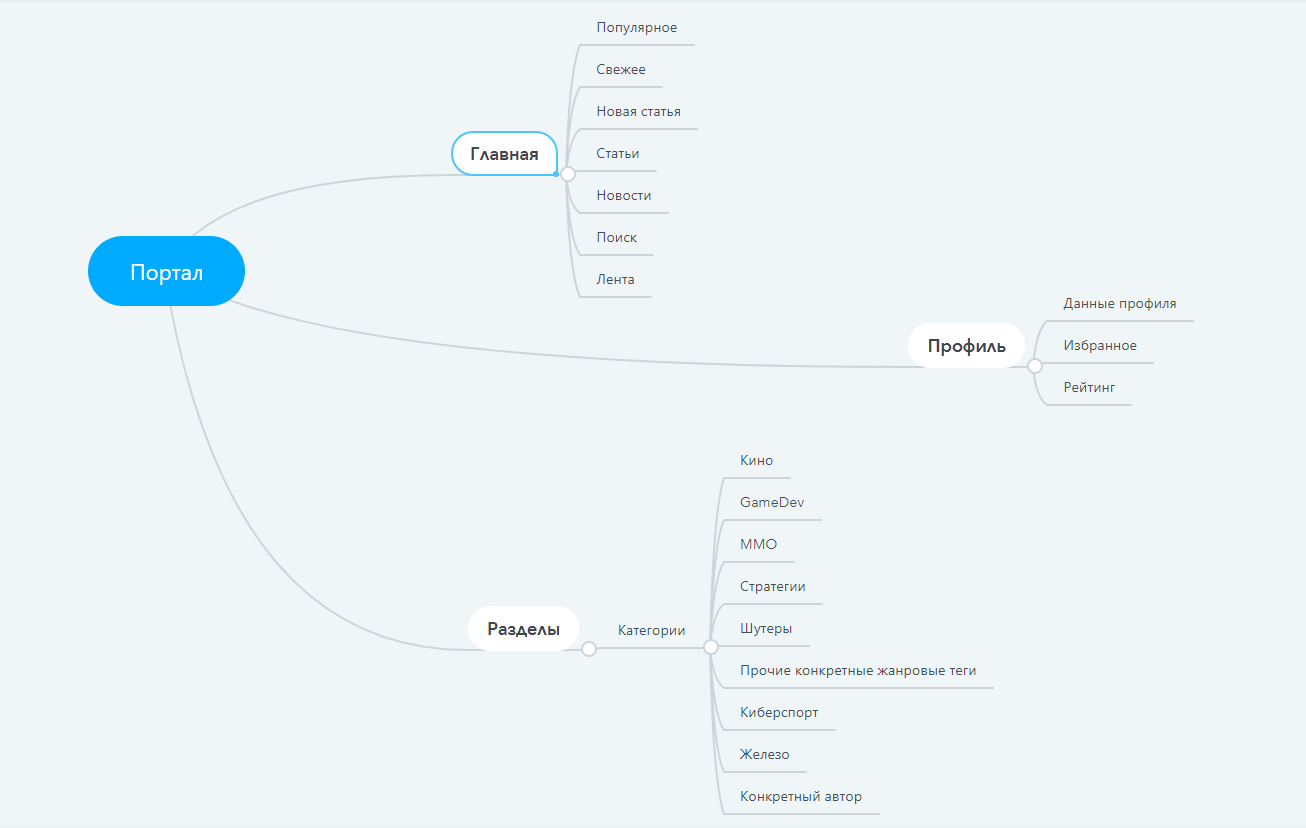 Портал
Главная
Популярное
Свежее
Новая статья
Статьи
Новости
Поиск
Лента
Профиль
Данные профиля
Избранное
Рейтинг
Разделы
Категории
Кино
GameDev
ММО
Стратегии
Шутеры
Прочие конкретные жанровые теги
Киберспорт
Железо
Конкретный автор